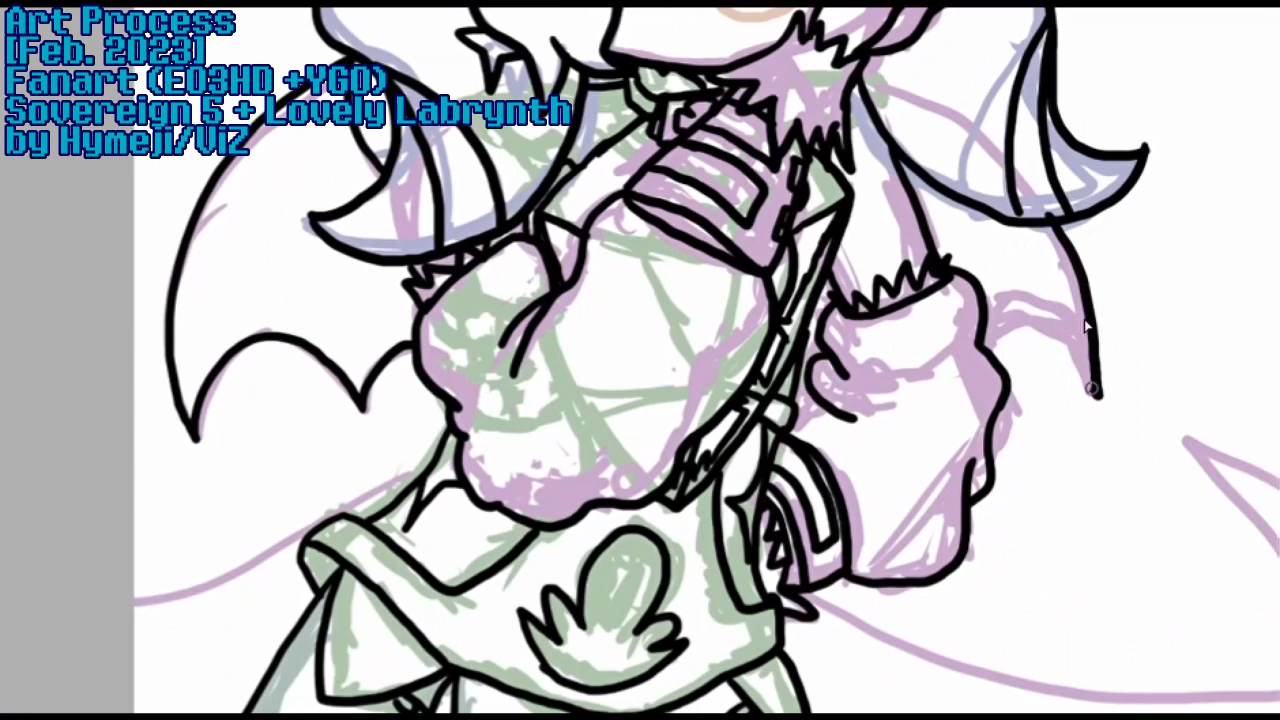 Art Process
[Feb. 2023]
Fanart (EO3HD +YGO)
Sovereign 5 + Lovely Labrynth
by Hymeji/ViZ